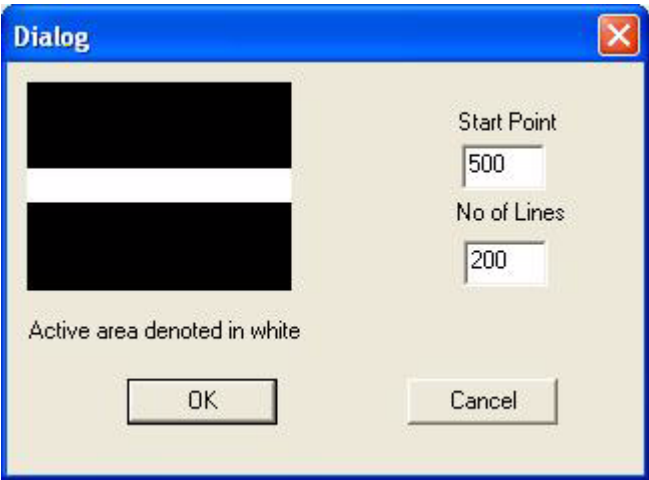 Dialog
Start Point
500
No of Lines
200
Active area denoted in white
OK
Cancel